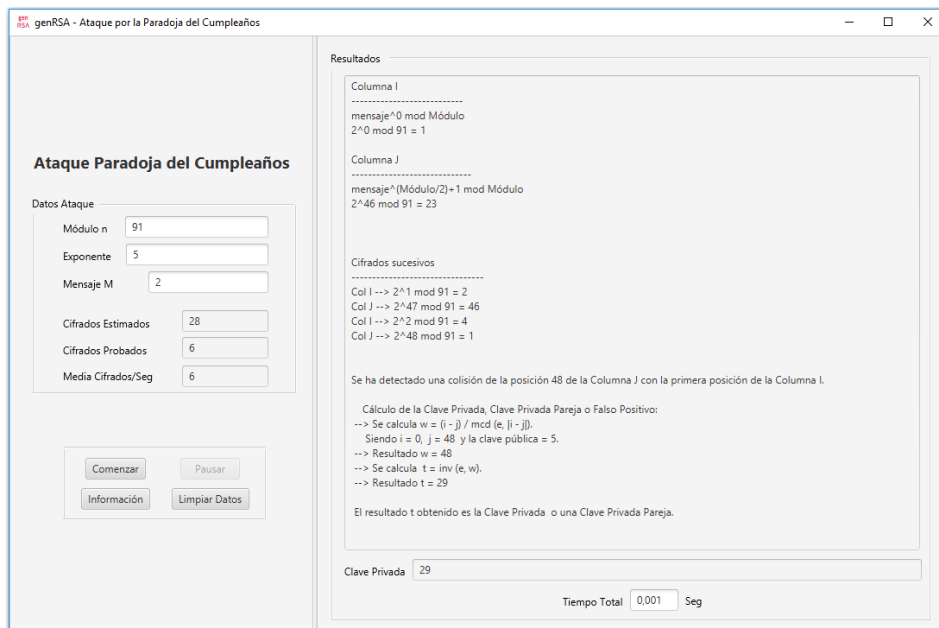 gen RSA
genRSA - Ataque por la Paradoja del Cumpleaños
Ataque Paradoja del Cumpleaños
Datos Ataque
Módulo n 91
Exponente 5
Mensaje M 2
Cifrados Estimados 28
Cifrados Probados 6
Media Cifrados/Seg 6
Comenzar Pausar
Información Limpiar Datos
Resultados
Columna I
---------------------------
mensaje^0 mod Módulo
2^0 mod 91 = 1
Columna J
-----------------------------
mensaje^(Módulo/2)+1 mod Módulo
2^46 mod 91 = 23
Cifrados sucesivos
--------------------------------
Col I --> 2^1 mod 91 = 2
Col J --> 2^47 mod 91 = 46
Col I --> 2^2 mod 91 = 4
Col J --> 2^48 mod 91 = 1
Se ha detectado una colisión de la posición 48 de la Columna J con la primera posición de la Columna I.
Cálculo de la Clave Privada, Clave Privada Pareja o Falso Positivo:
--> Se calcula w = (i - j) / mcd (e, |i - j|).
Siendo i = 0, j = 48 y la clave pública = 5.
--> Resultado w = 48
--> Se calcula t = inv (e, w).
--> Resultado t = 29
El resultado t obtenido es la Clave Privada o una Clave Privada Pareja.
Clave Privada 29
Tiempo Total 0,001 Seg